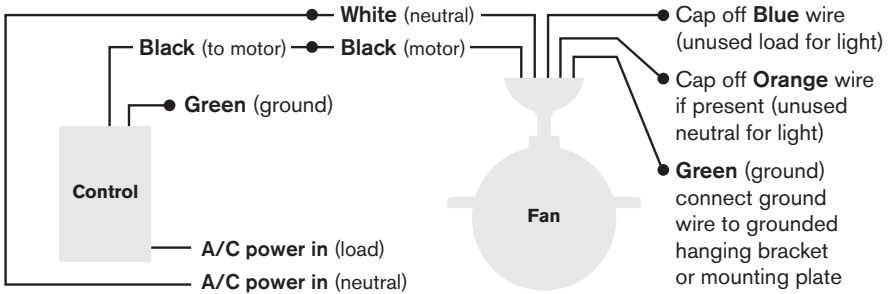 White (neutral)
Black (to motor)
Black (motor)
Green (ground)
Control
A/C power in (load)
A/C power in (neutral)
Fan
Cap off Blue wire
(unused load for light)
Cap off Orange wire
if present (unused
neutral for light)
Green (ground)
connect ground
wire to grounded
hanging bracket
or mounting plate